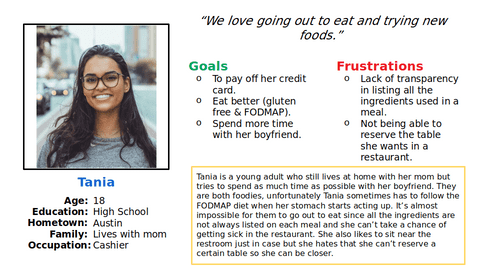 “We love going out to eat and trying new
foods.”
Goals
o To pay off her credit
card.
o Eat better (gluten
free & FODMAP).
o Spend more time
with her boyfriend.
Frustrations
o Lack of transparency
in listing all the
ingredients used in a
meal.
o Not being able to
reserve the table
she wants in a
restaurant.
Tania
Age: 18
Education: High School
Hometown: Austin
Family: Lives with mom
Occupation: Cashier
Tania is a young adult who still lives at home with her mom but
tries to spend as much time as possible with her boyfriend. They
are both foodies, unfortunately Tania sometimes has to follow the
FODMAP diet when her stomach starts acting up. It’s almost
impossible for them to go out to eat since all the ingredients are
not always listed on each meal and she can’t take a chance of
getting sick in the restaurant. She also likes to sit near the
restroom just in case but she hates that she can’t reserve a
certain table so she can be closer.